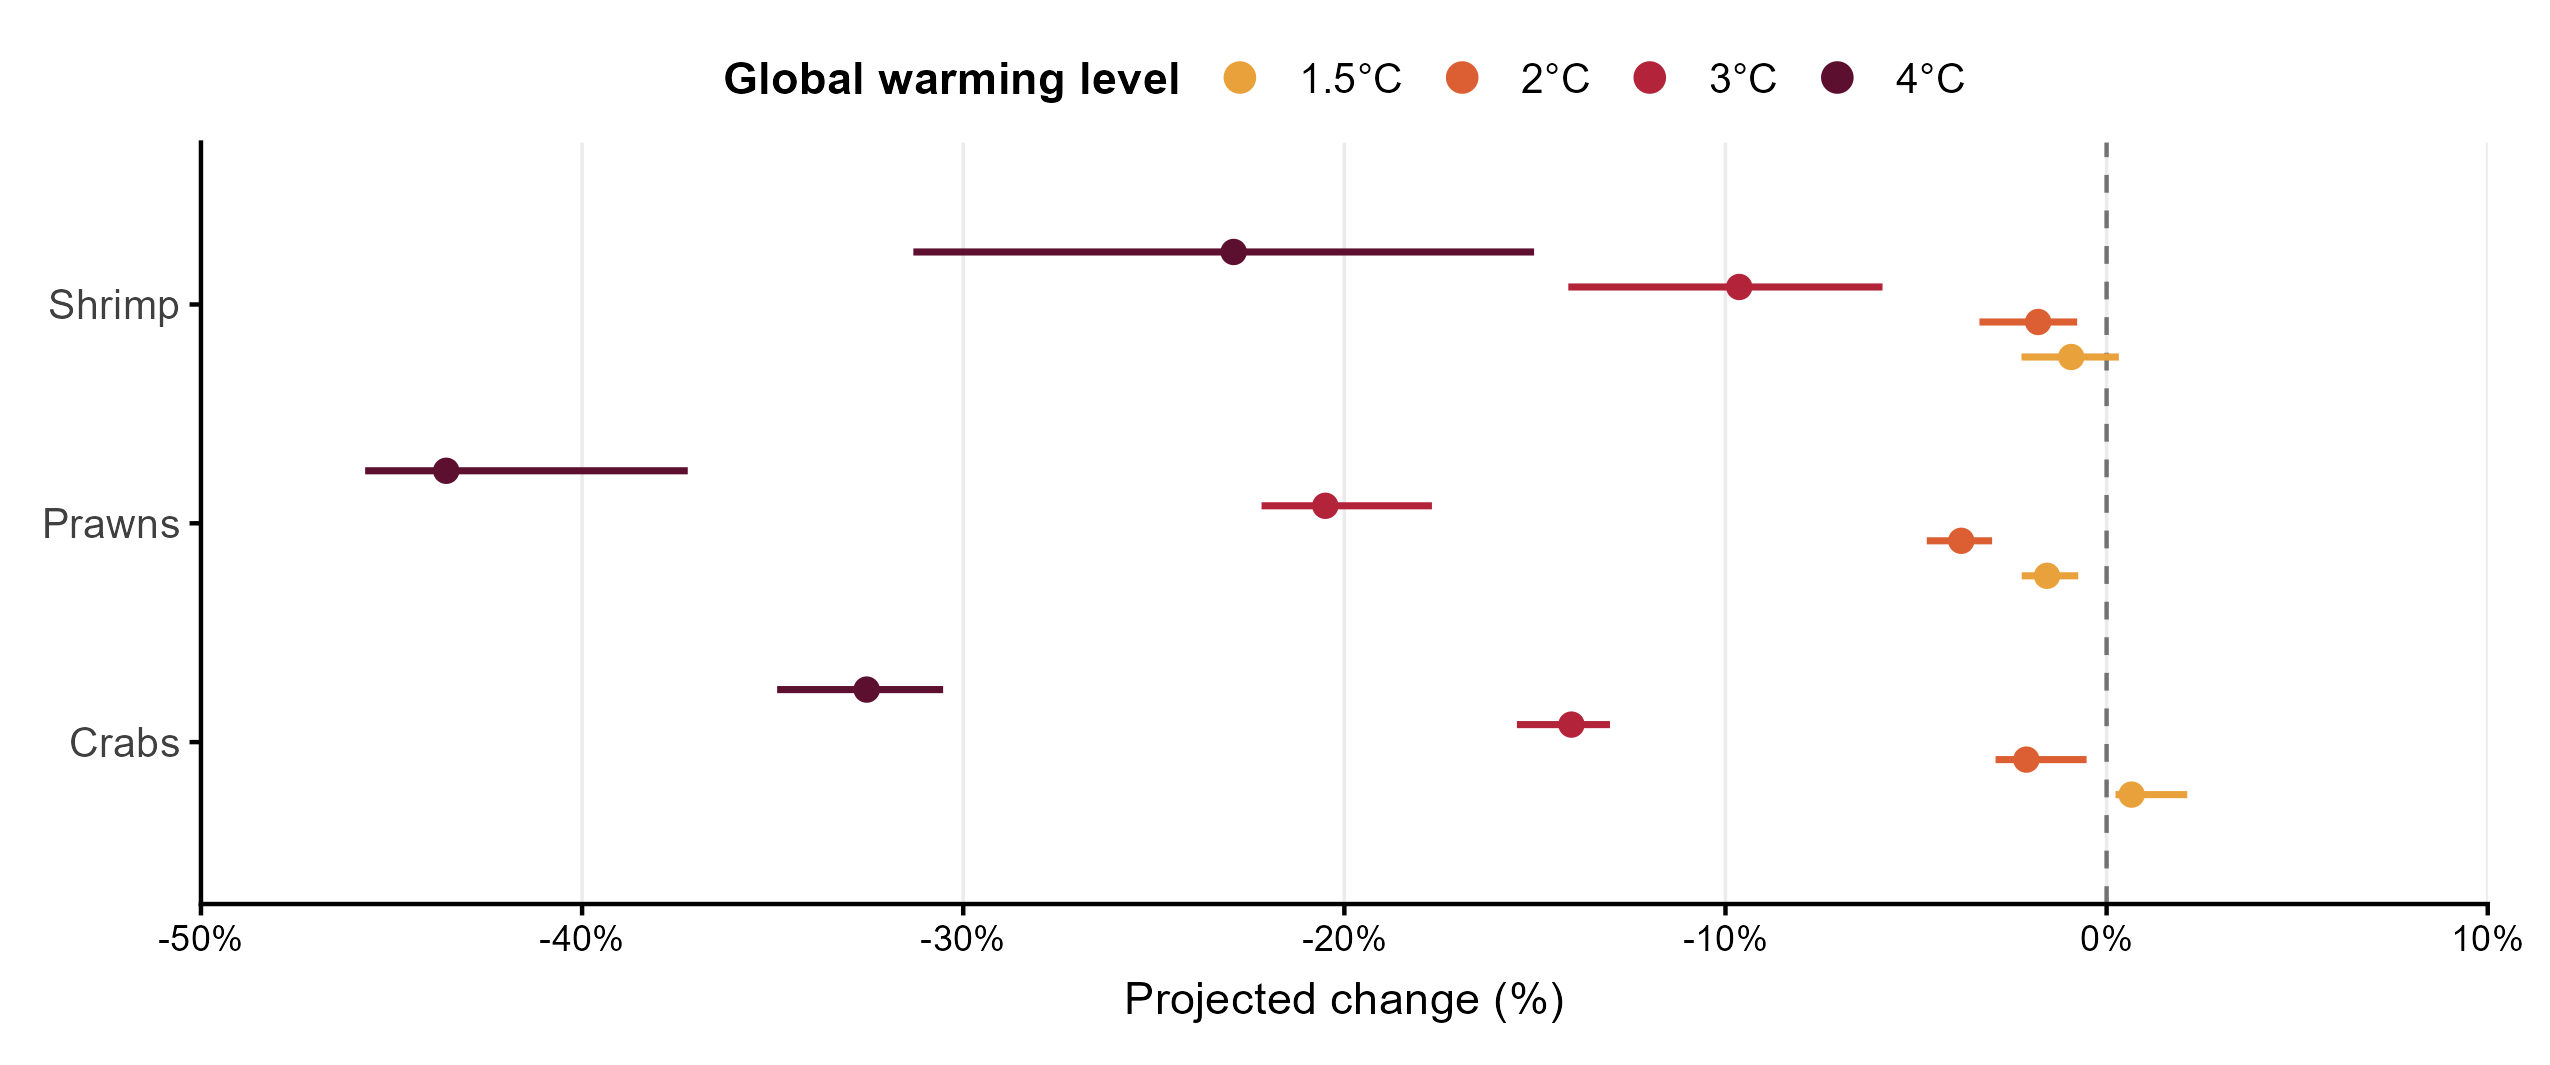 Global warming level 1.5°C 2°C 3°C 4°C
Shrimp
Prawns
Crabs
-50% -40% -30% -20% -10% 0% 10%
Projected change (%)